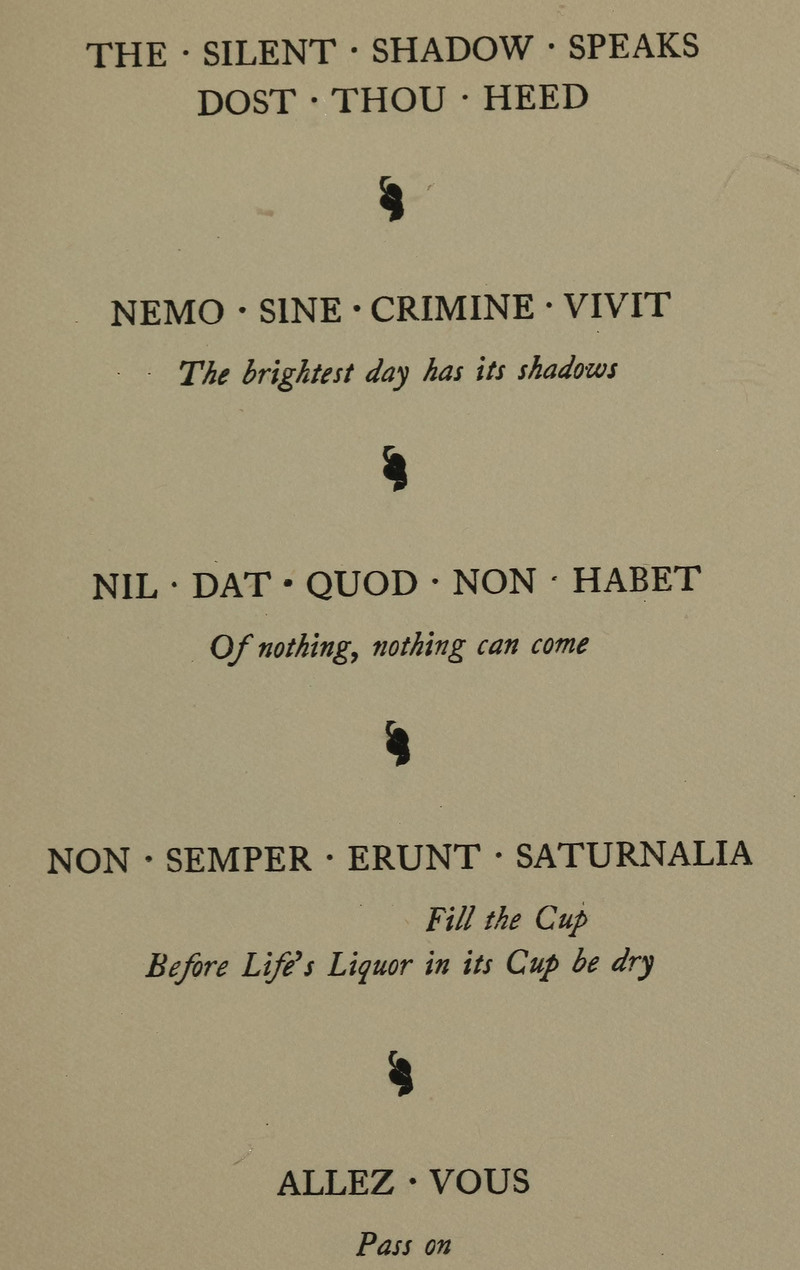 THE · SILENT · SHADOW · SPEAKS
DOST · THOU · HEED
NEMO · SINE · CRIMINE · VIVIT
The brightest day has its shadows
NIL · DAT · QUOD · NON · HABET
Of nothing, nothing can come
NON · SEMPER · ERUNT · SATURNALIA
Fill the Cup
Before Life's Liquor in its Cup be dry
ALLEZ · VOUS
Pass on